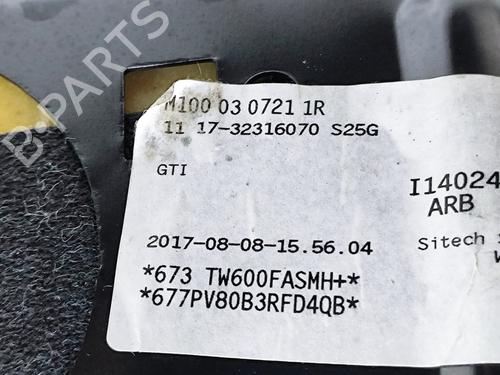 B-PARTS
M100 03 0721 1R
11 17-32316070 S25G
GTI
I14024
ARB
2017-08-08-15.56.04
Sitech
*673 TW600FASMH+*
*677PV80B3RFD4QB*